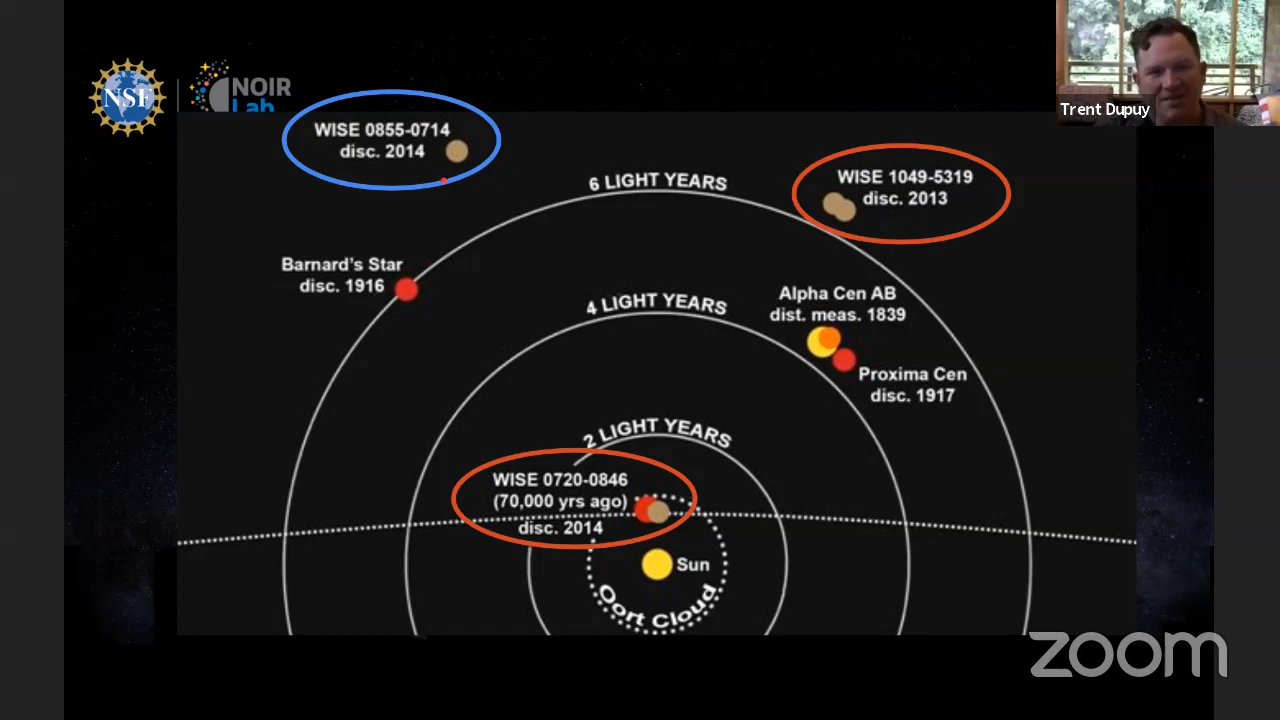 Trent Dupuy
NSF
NOIR
Lab
WISE 0855-0714
disc. 2014
WISE 1049-5319
disc. 2013
6 LIGHT YEARS
Barnard's Star
disc. 1916
4 LIGHT YEARS
Alpha Cen AB
dist. meas. 1839
Proxima Cen
disc. 1917
2 LIGHT YEARS
WISE 0720-0846
(70,000 yrs ago)
disc. 2014
Sun
Oort Cloud
zoom